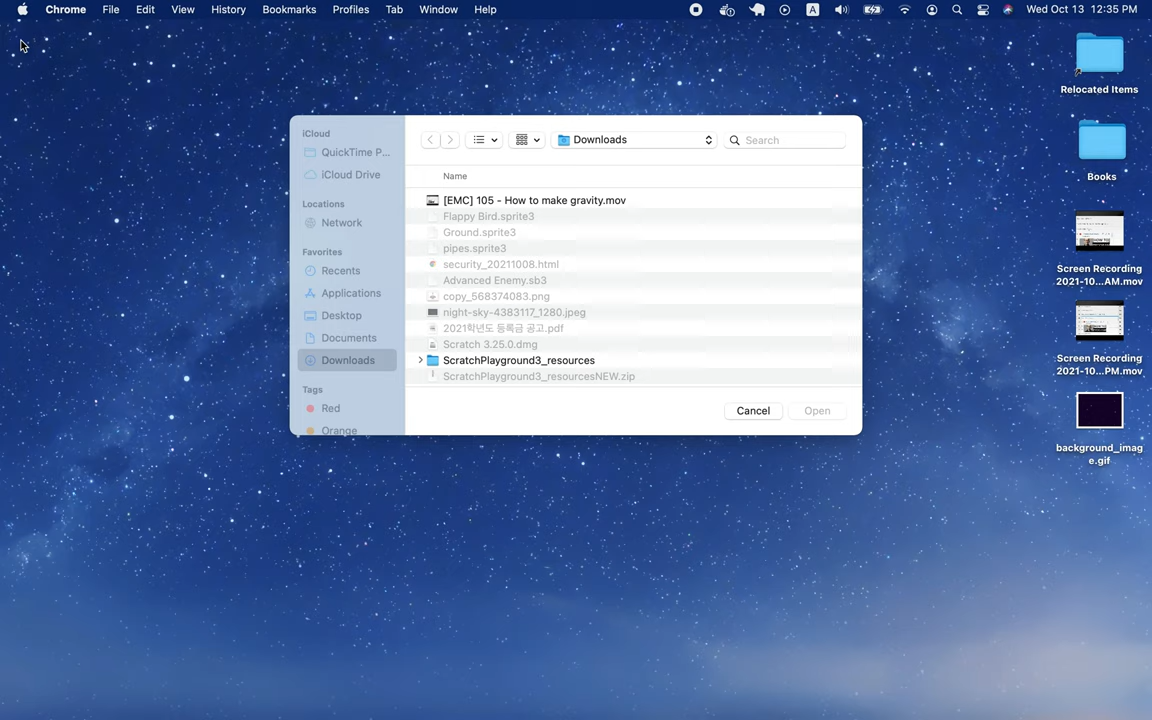 Chrome File Edit View History Bookmarks Profiles Tab Window Help A Wed Oct 13 12:35 PM
Relocated Items
Books
Screen Recording
2021-10...AM.mov
Screen Recording
2021-10...PM.mov
background_imag
e.gif
iCloud
QuickTime P...
iCloud Drive
Locations
Network
Favorites
Recents
Applications
Desktop
Documents
Downloads
Tags
Red
Orange
Downloads
Search
Name
[EMC] 105 - How to make gravity.mov
Flappy Bird.sprite3
Ground.sprite3
pipes.sprite3
security_20211008.html
Advanced Enemy.sb3
copy_568374083.png
night-sky-4383117_1280.jpeg
2021학년도 등록금 공고.pdf
Scratch 3.25.0.dmg
ScratchPlayground3_resources
ScratchPlayground3_resourcesNEW.zip
Cancel Open